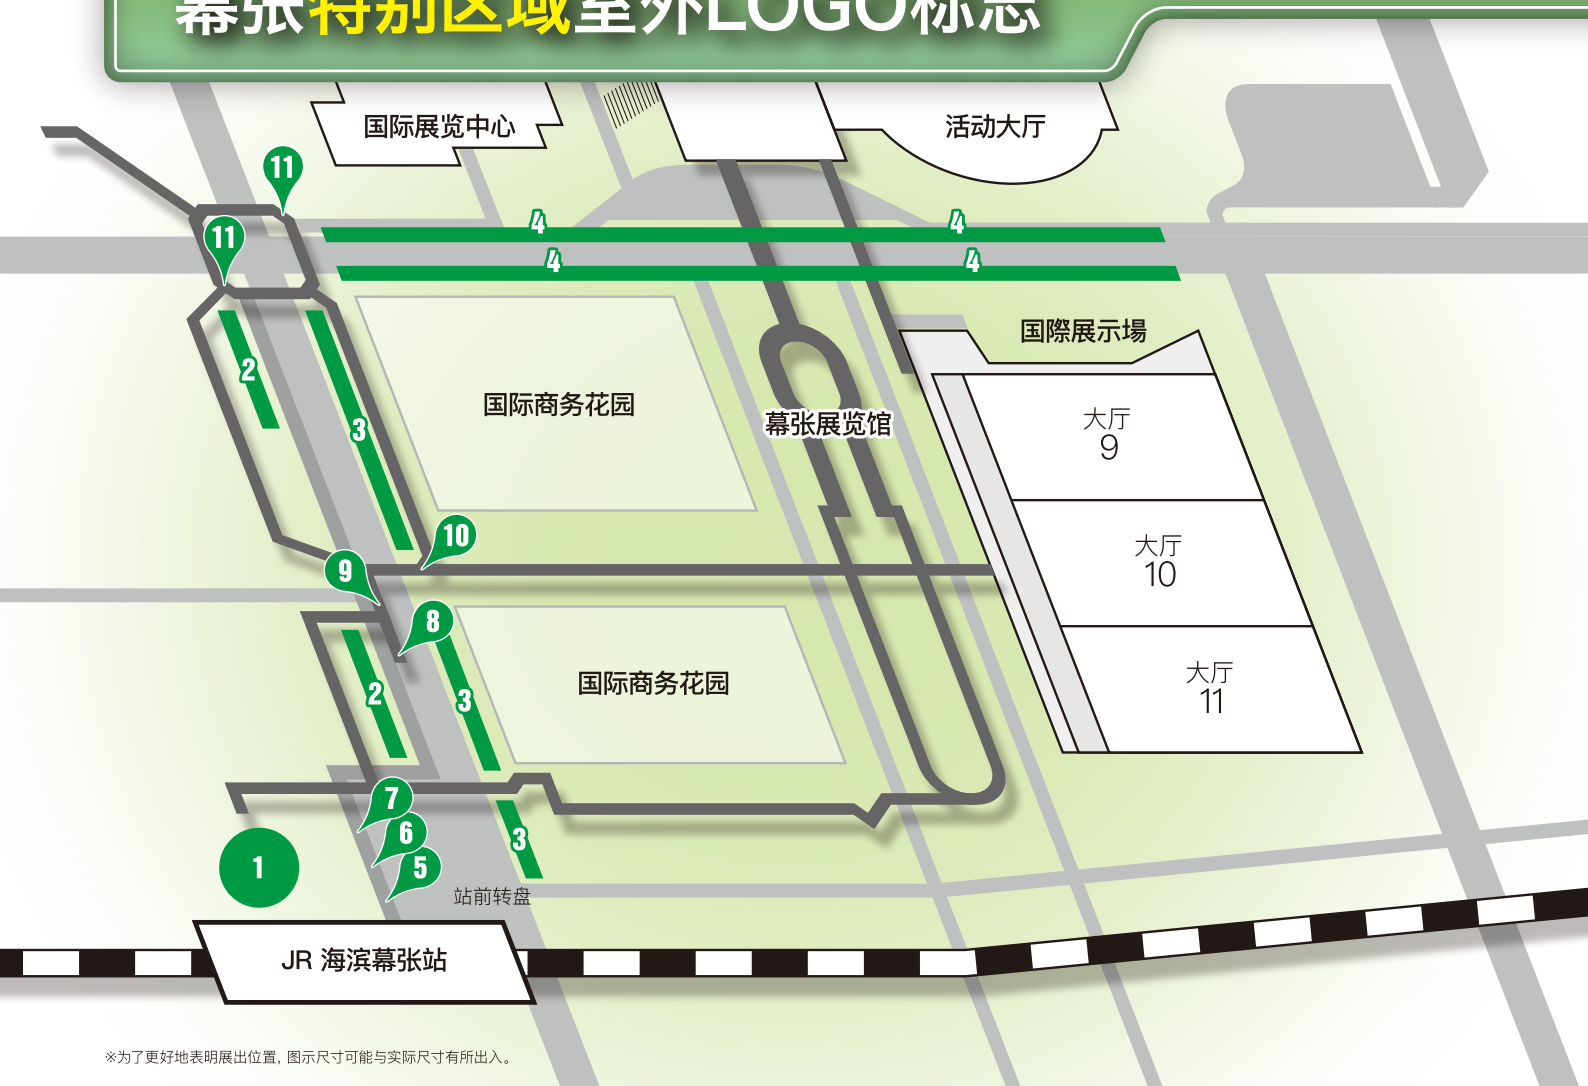 幕张特别区域室外LOGO标志
国际展览中心
活动大厅
11
11
4
4
4
4
国際展示場
2
3
国际商务花园
幕张展览馆
大厅
9
10
9
大厅
10
8
2
3
国际商务花园
大厅
11
7
6
3
1
5
站前转盘
JR 海滨幕张站
※为了更好地表明展出位置，图示尺寸可能与实际尺寸有所出入。